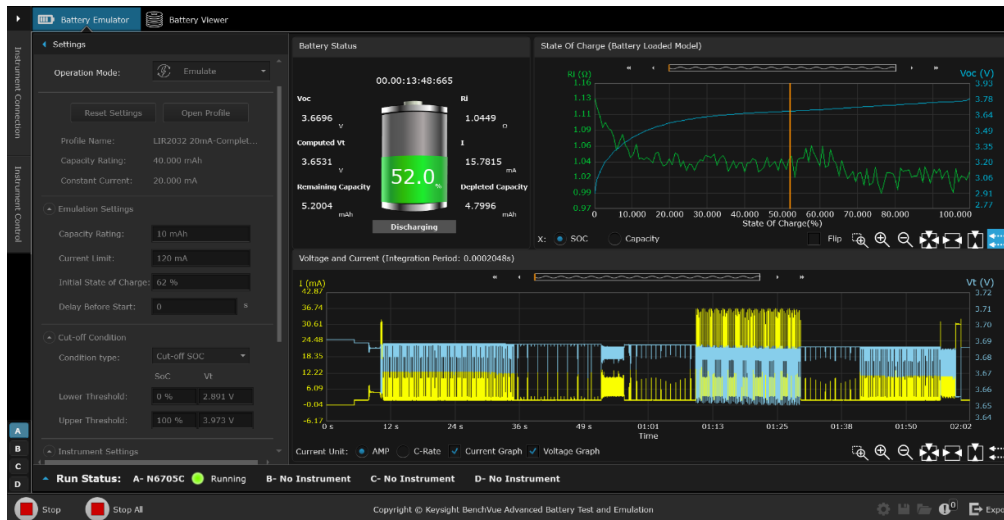 Battery Emulator
Battery Viewer
Instrument Connection
Instrument Control
A
B
C
D
Settings
Operation Mode: Emulate
Reset Settings Open Profile
Profile Name: LIR2032 20mA-Complet...
Capacity Rating: 40.000 mAh
Constant Current: 20.000 mA
Emulation Settings
Capacity Rating: 10 mAh
Current Limit: 120 mA
Initial State of Charge: 62 %
Delay Before Start: 0 s
Cut-off Condition
Condition type: Cut-off SOC
SoC Vt
Lower Threshold: 0 % 2.891 V
Upper Threshold: 100 % 3.973 V
Instrument Settings
Battery Status
00.00:13:48:665
Voc Ri
3.6696 V 1.0449 Ω
Computed Vt I
3.6531 V 15.7815 mA
52.0 %
Remaining Capacity Depleted Capacity
5.2004 mAh 4.7996 mAh
Discharging
State Of Charge (Battery Loaded Model)
Ri (Ω) Voc (V)
1.16 3.93
1.13 3.78
1.11 3.64
1.09 3.49
1.06 3.35
1.04 3.20
1.02 3.06
0.99 2.91
0.97 2.77
0 10.000 20.000 30.000 40.000 50.000 60.000 70.000 80.000 100.000
State Of Charge(%)
X: SOC Capacity Flip
Voltage and Current (Integration Period: 0.0002048s)
I (mA) Vt (V)
42.87 3.72
36.74 3.71
30.61 3.70
24.48 3.69
18.35 3.68
12.22 3.67
6.09 3.66
-0.04 3.65
-6.17 3.64
0 s 12 s 24 s 36 s 49 s 01:01 01:13 01:25 01:38 01:50 02:02
Time
Current Unit: AMP C-Rate Current Graph Voltage Graph
Run Status: A- N6705C Running B- No Instrument C- No Instrument D- No Instrument
Stop Stop All Copyright © Keysight BenchVue Advanced Battery Test and Emulation 0 Expo